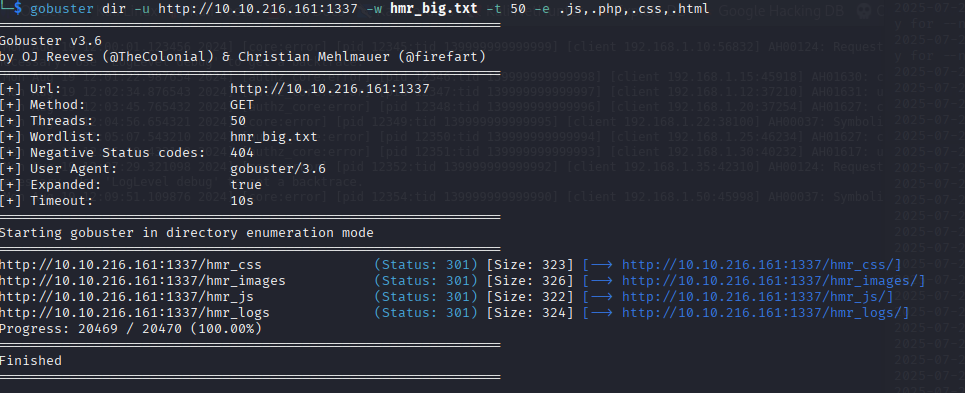 └─$ gobuster dir -u http://10.10.216.161:1337 -w hmr_big.txt -t 50 -e .js,.php,.css,.html
===============================================================
Gobuster v3.6
by OJ Reeves (@TheColonial) & Christian Mehlmauer (@firefart)
===============================================================
[+] Url: http://10.10.216.161:1337
[+] Method: GET
[+] Threads: 50
[+] Wordlist: hmr_big.txt
[+] Negative Status codes: 404
[+] User Agent: gobuster/3.6
[+] Expanded: true
[+] Timeout: 10s
===============================================================
Starting gobuster in directory enumeration mode
===============================================================
http://10.10.216.161:1337/hmr_css (Status: 301) [Size: 323] [--> http://10.10.216.161:1337/hmr_css/]
http://10.10.216.161:1337/hmr_images (Status: 301) [Size: 326] [--> http://10.10.216.161:1337/hmr_images/]
http://10.10.216.161:1337/hmr_js (Status: 301) [Size: 322] [--> http://10.10.216.161:1337/hmr_js/]
http://10.10.216.161:1337/hmr_logs (Status: 301) [Size: 324] [--> http://10.10.216.161:1337/hmr_logs/]
Progress: 20469 / 20470 (100.00%)
===============================================================
Finished
===============================================================